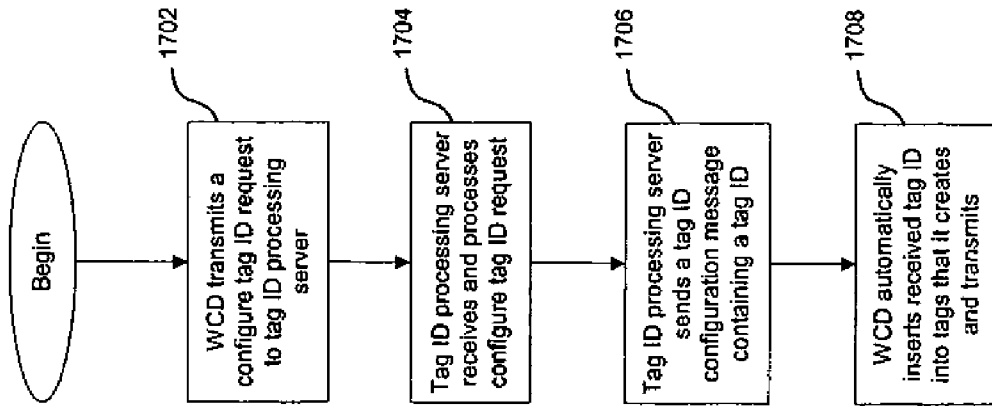 Begin
1702
WCD transmits a
configure tag ID request
to tag ID processing
server
1704
Tag ID processing server
receives and processes
configure tag ID request
1706
Tag ID processing server
sends a tag ID
configuration message
containing a tag ID
1708
WCD automatically
inserts received tag ID
into tags that it creates
and transmits